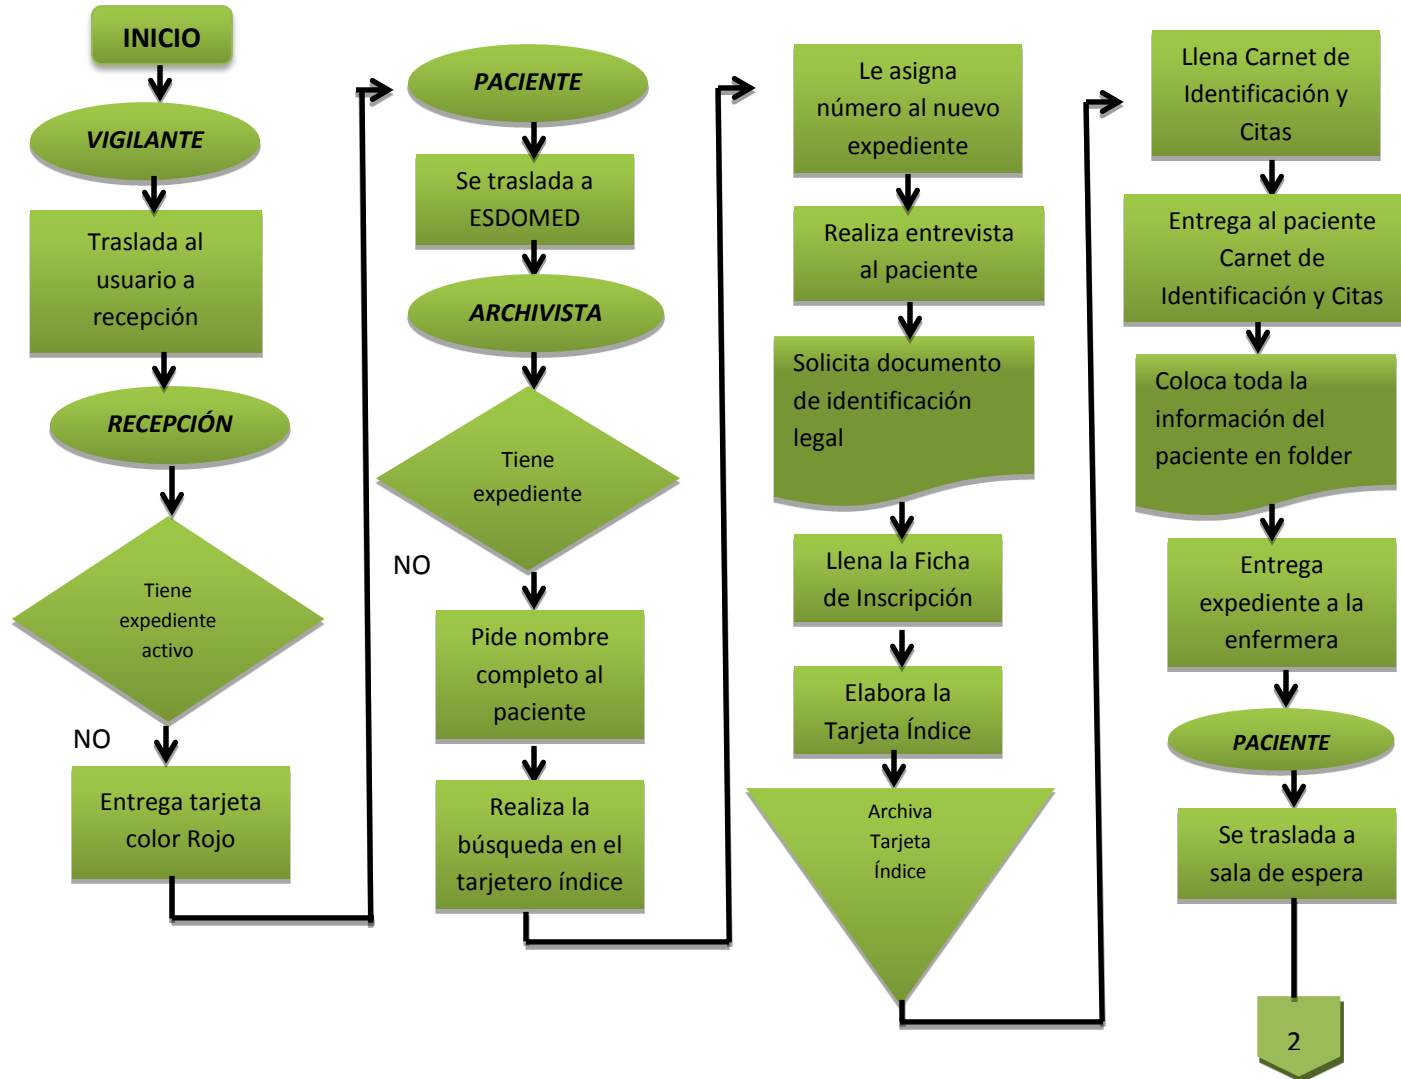 INICIO
VIGILANTE
Traslada al
usuario a
recepción
RECEPCIÓN
Tiene
expediente
activo
NO
Entrega tarjeta
color Rojo
PACIENTE
Se traslada a
ESDOMED
ARCHIVISTA
Tiene
expediente
NO
Pide nombre
completo al
paciente
Realiza la
búsqueda en el
tarjetero índice
Le asigna
número al nuevo
expediente
Realiza entrevista
al paciente
Solicita documento
de identificación
legal
Llena la Ficha
de Inscripción
Elabora la
Tarjeta Índice
Archiva
Tarjeta
Índice
Llena Carnet de
Identificación y
Citas
Entrega al paciente
Carnet de
Identificación y Citas
Coloca toda la
información del
paciente en folder
Entrega
expediente a la
enfermera
PACIENTE
Se traslada a
sala de espera
2